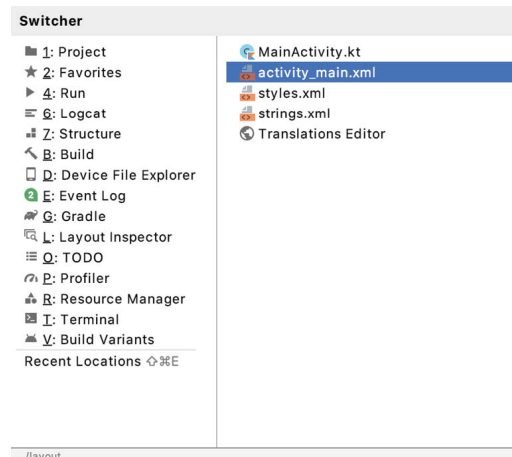 Switcher
1: Project
2: Favorites
4: Run
6: Logcat
7: Structure
B: Build
D: Device File Explorer
2 E: Event Log
G: Gradle
L: Layout Inspector
O: TODO
P: Profiler
R: Resource Manager
T: Terminal
V: Build Variants
Recent Locations ⇧⌘E
MainActivity.kt
activity_main.xml
styles.xml
strings.xml
Translations Editor
/layout